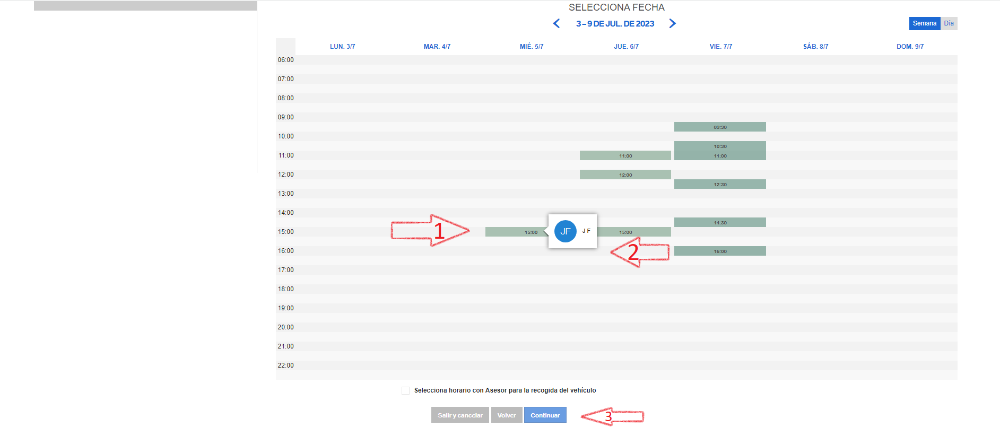 SELECCIONA FECHA
3 – 9 DE JUL. DE 2023
Semana Día
LUN. 3/7 MAR. 4/7 MIÉ. 5/7 JUE. 6/7 VIE. 7/7 SÁB. 8/7 DOM. 9/7
06:00
07:00
08:00
09:00
09:30
10:00
10:30
11:00 11:00 11:00
12:00 12:00
12:30
13:00
14:00
14:30
15:00 1 15:00 JF J F 15:00
16:00 2 16:00
17:00
18:00
19:00
20:00
21:00
22:00
Selecciona horario con Asesor para la recogida del vehículo
Salir y cancelar Volver Continuar 3